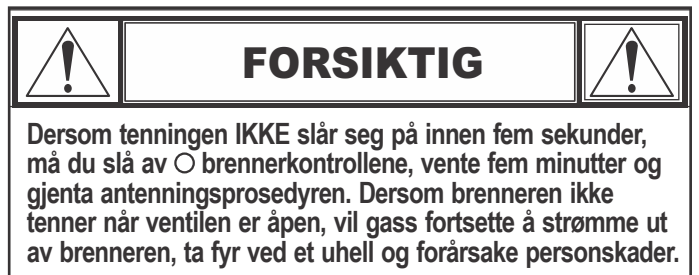 FORSIKTIG
Dersom tenningen IKKE slår seg på innen fem sekunder,
må du slå av ○ brennerkontrollene, vente fem minutter og
gjenta antenningsprosedyren. Dersom brenneren ikke
tenner når ventilen er åpen, vil gass fortsette å strømme ut
av brenneren, ta fyr ved et uhell og forårsake personskader.